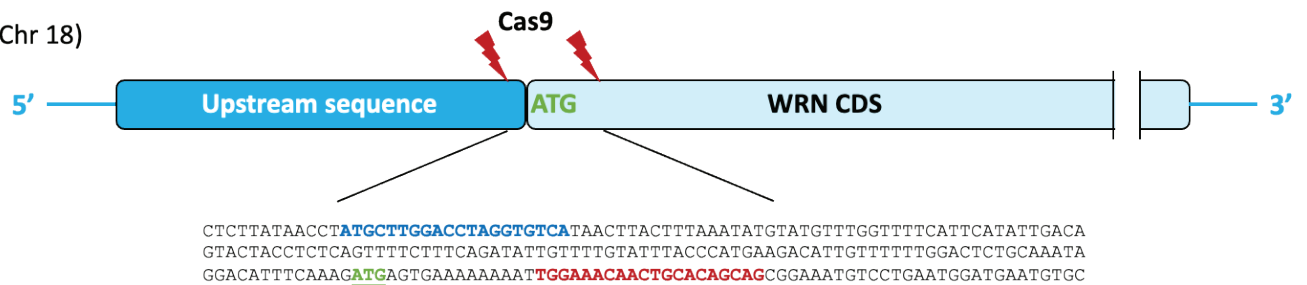 Chr 18)
Cas9
5’ Upstream sequence ATG WRN CDS 3’
CTCTTATAACCTATGCTTGGACCTAGGTGTCATAACTTACTTTAAATATGTATGTTTGGTTTTCATTCATATTGACA
GTACTACCTCTCAGTTTTCTTTCAGATATTGTTTTGTATTTACCCATGAAGACATTGTTTTTTGGACTCTGCAAATA
GGACATTTCAAAGATGAGTGAAAAAAAATTGGAAACAACTGCACAGCAGCGGAAATGTCCTGAATGGATGAATGTGC